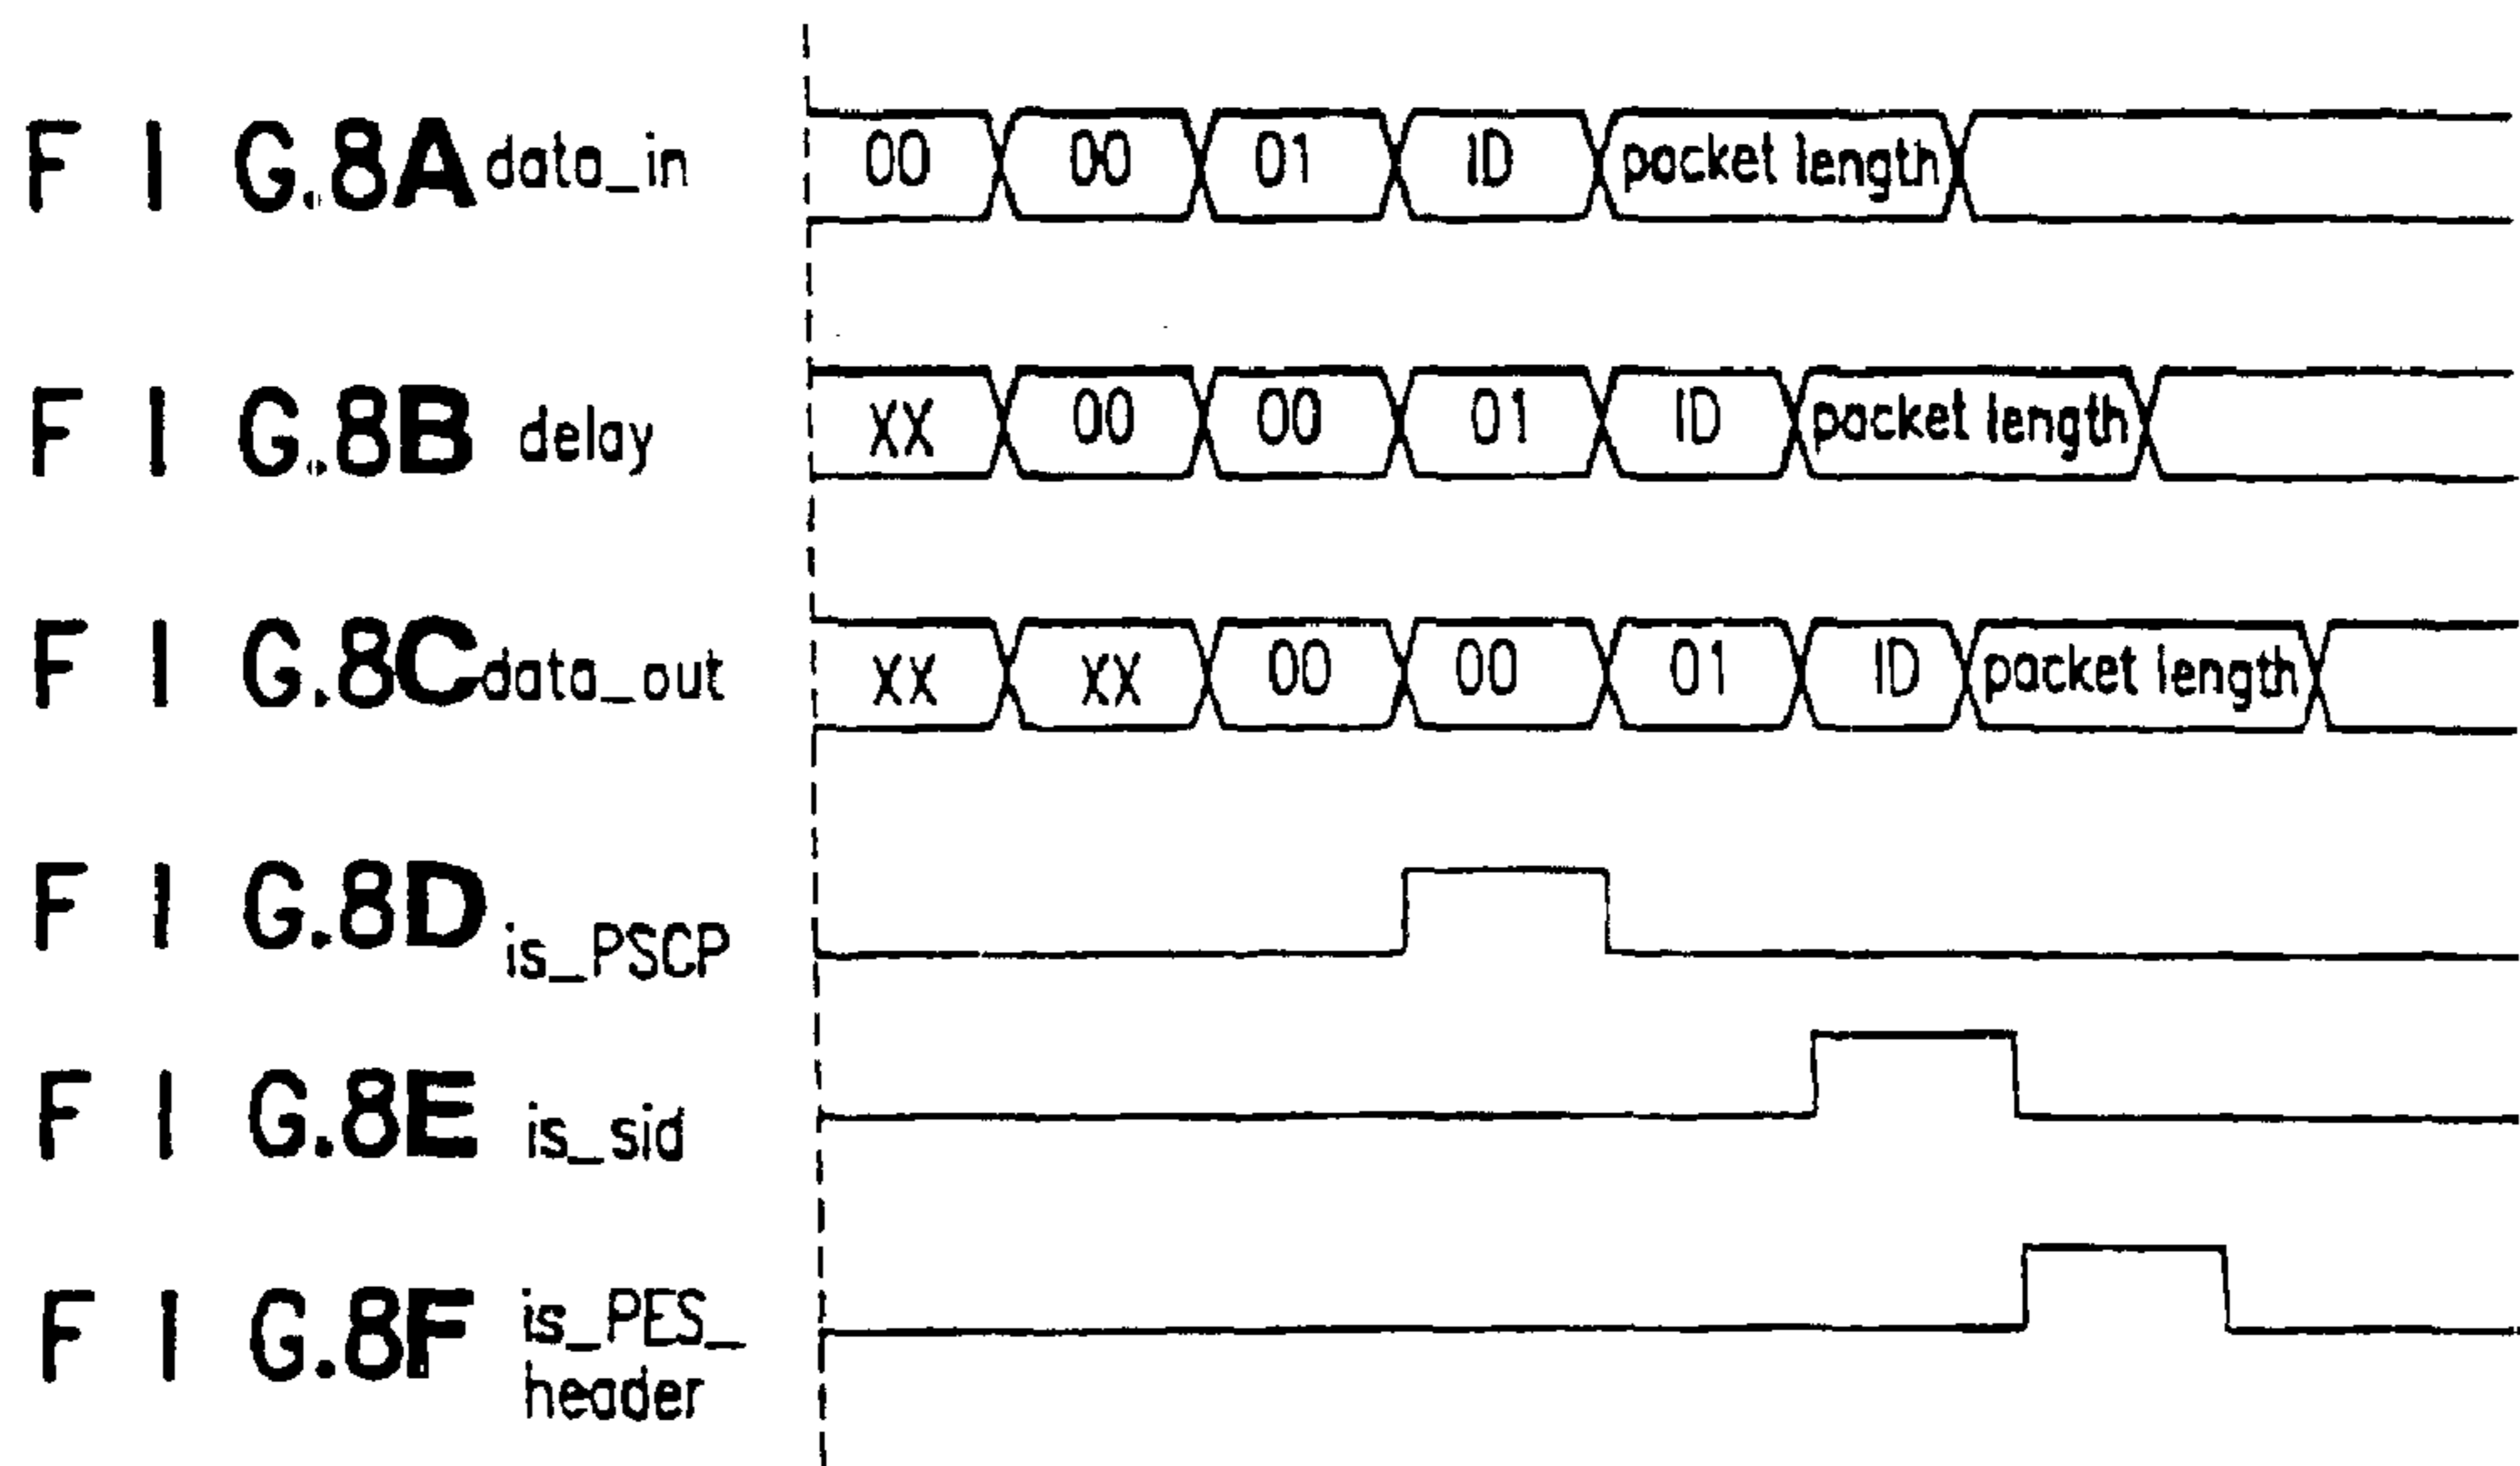 FIG.8A data_in 00 00 01 ID packet length
FIG.8B delay XX 00 00 01 ID packet length
FIG.8C data_out XX XX 00 00 01 ID packet length
FIG.8D is_PSCP
FIG.8E is_sid
FIG.8F is_PES_
header